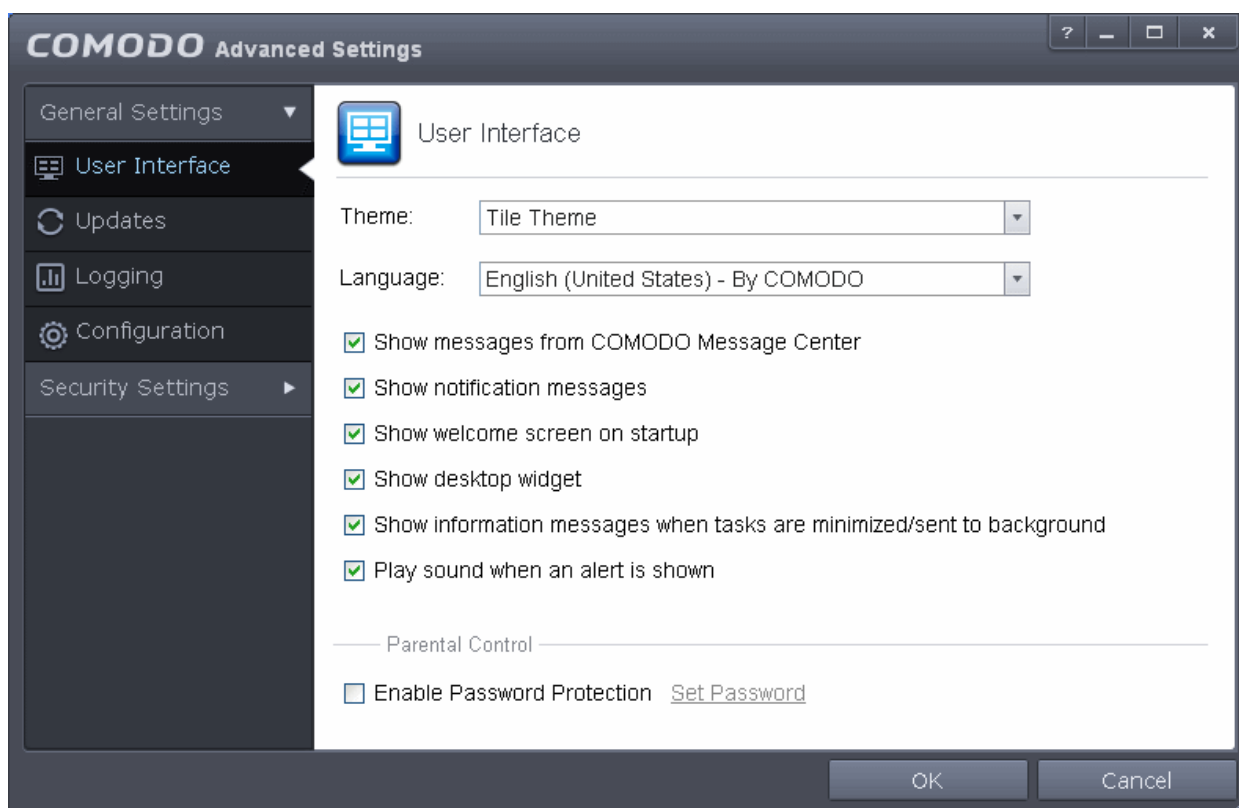 COMODO Advanced Settings
?
General Settings
User Interface
Updates
Logging
Configuration
Security Settings
User Interface
Theme: Tile Theme
Language: English (United States) - By COMODO
Show messages from COMODO Message Center
Show notification messages
Show welcome screen on startup
Show desktop widget
Show information messages when tasks are minimized/sent to background
Play sound when an alert is shown
Parental Control
Enable Password Protection Set Password
OK Cancel